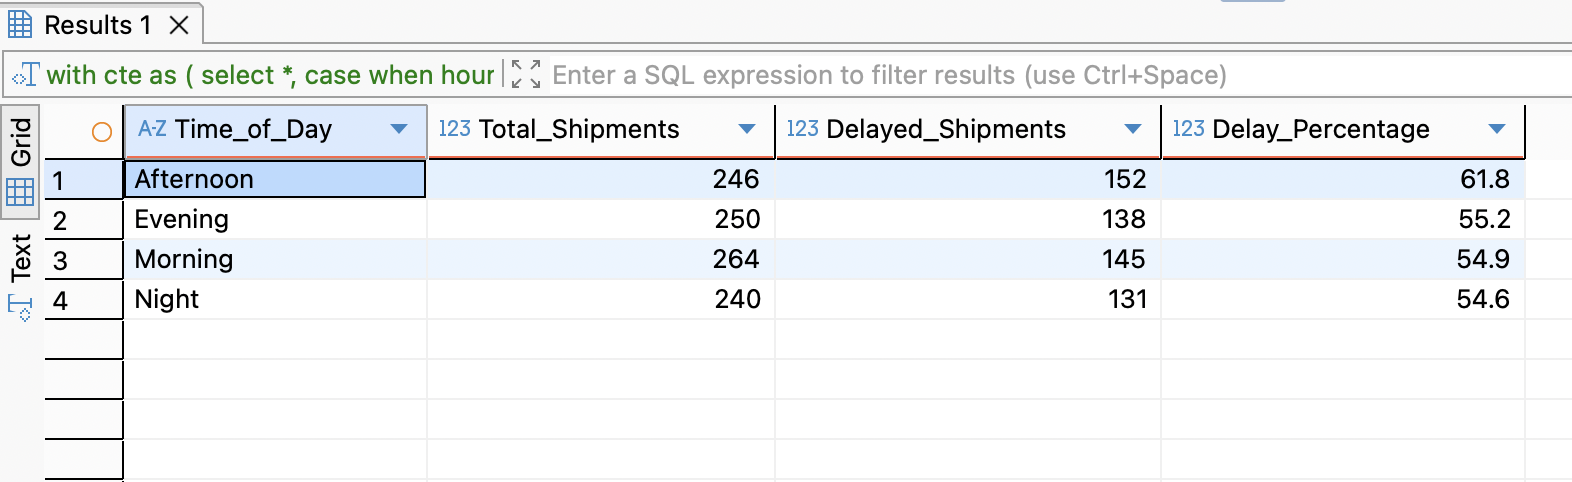 Results 1
with cte as ( select *, case when hour
Enter a SQL expression to filter results (use Ctrl+Space)
Grid
Text
A-Z Time_of_Day 123 Total_Shipments 123 Delayed_Shipments 123 Delay_Percentage
1 Afternoon 246 152 61.8
2 Evening 250 138 55.2
3 Morning 264 145 54.9
4 Night 240 131 54.6